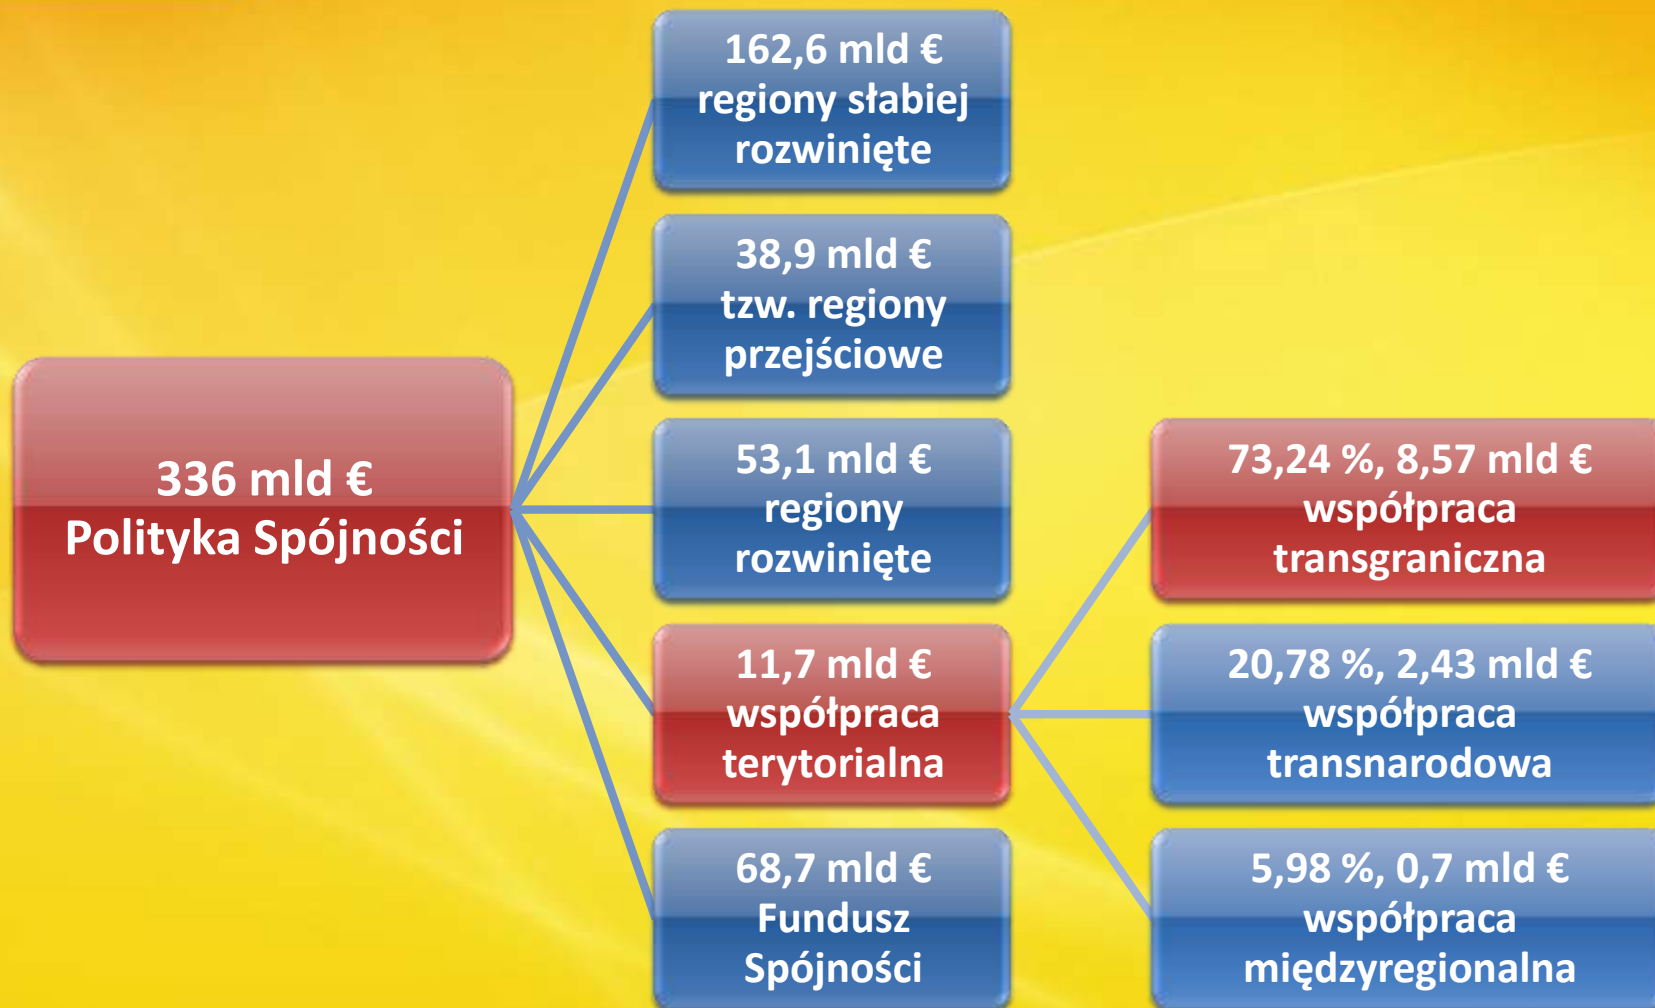 336 mld €
Polityka Spójności
162,6 mld €
regiony słabiej
rozwinięte
38,9 mld €
tzw. regiony
przejściowe
53,1 mld €
regiony
rozwinięte
11,7 mld €
współpraca
terytorialna
68,7 mld €
Fundusz
Spójności
73,24 %, 8,57 mld €
współpraca
transgraniczna
20,78 %, 2,43 mld €
współpraca
transnarodowa
5,98 %, 0,7 mld €
współpraca
międzyregionalna